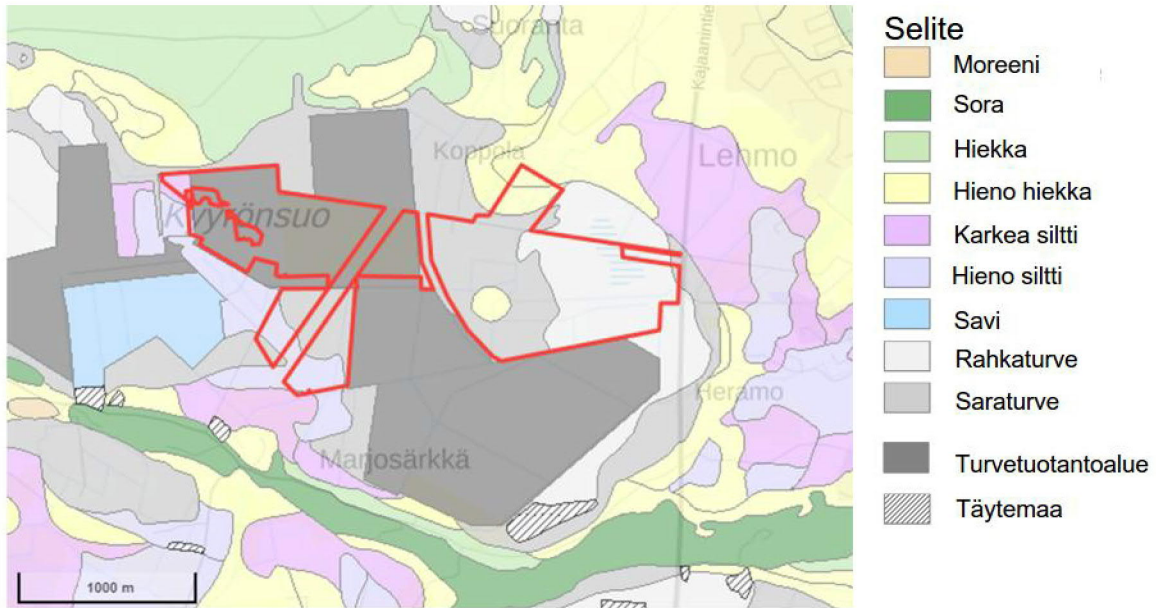 Suoranta
Kajaanintie
Koppola
Lehmo
Kyyrönsuo
Heramo
Marjosärkkä
1000 m
Selite
Moreeni
Sora
Hiekka
Hieno hiekka
Karkea siltti
Hieno siltti
Savi
Rahkaturve
Saraturve
Turvetuotantoalue
Täytemaa